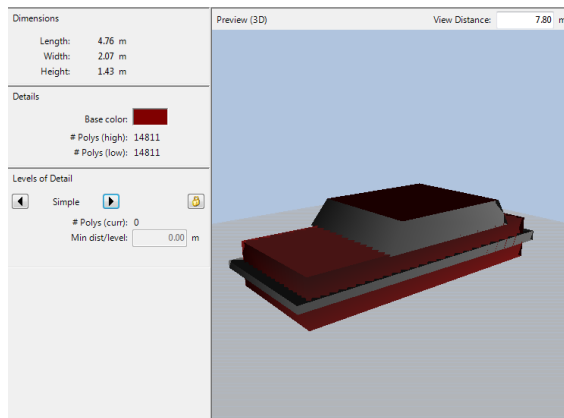 Dimensions
Length: 4.76 m
Width: 2.07 m
Height: 1.43 m
Details
Base color:
# Polys (high): 14811
# Polys (low): 14811
Levels of Detail
Simple
# Polys (curr): 0
Min dist/level: 0.00 m
Preview (3D)
View Distance: 7.80 m